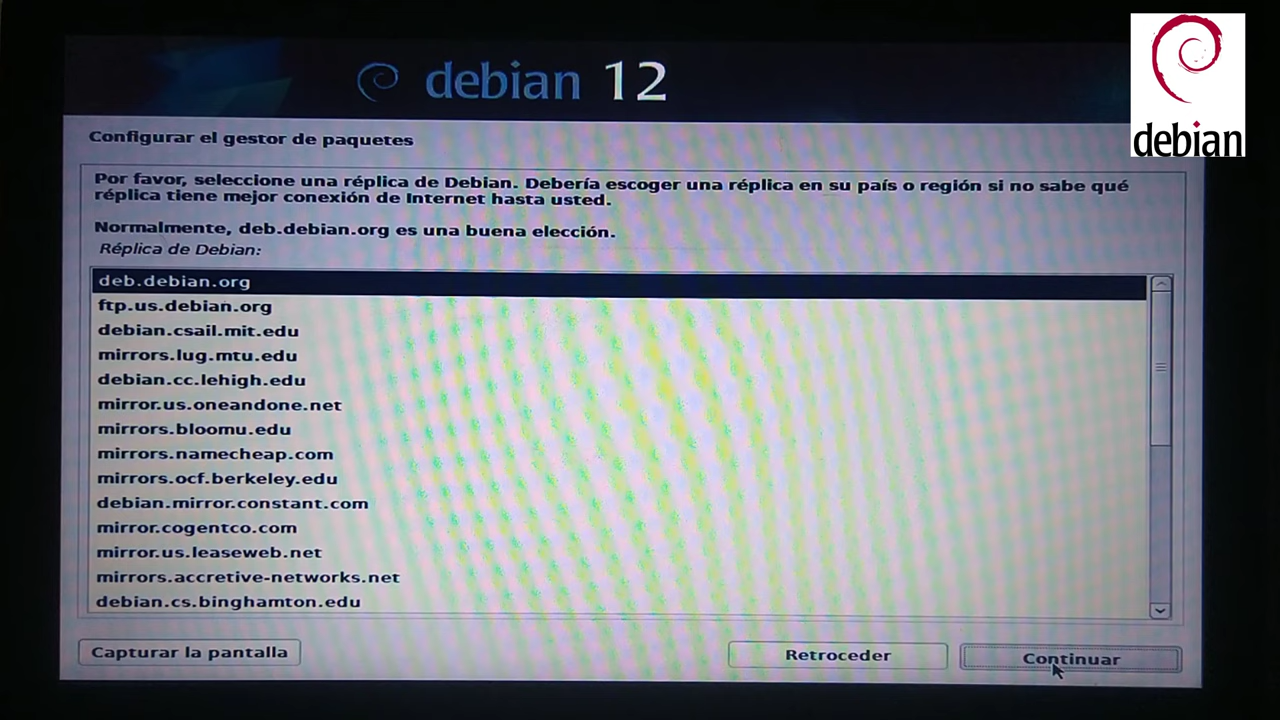 debian 12
debian
Configurar el gestor de paquetes
Por favor, seleccione una réplica de Debian. Debería escoger una réplica en su país o región si no sabe qué
réplica tiene mejor conexión de Internet hasta usted.
Normalmente, deb.debian.org es una buena elección.
Réplica de Debian:
deb.debian.org
ftp.us.debian.org
debian.csail.mit.edu
mirrors.lug.mtu.edu
debian.cc.lehigh.edu
mirror.us.oneandone.net
mirrors.bloomu.edu
mirrors.namecheap.com
mirrors.ocf.berkeley.edu
debian.mirror.constant.com
mirror.cogentco.com
mirror.us.leaseweb.net
mirrors.accretive-networks.net
debian.cs.binghamton.edu
Capturar la pantalla
Retroceder
Continuar